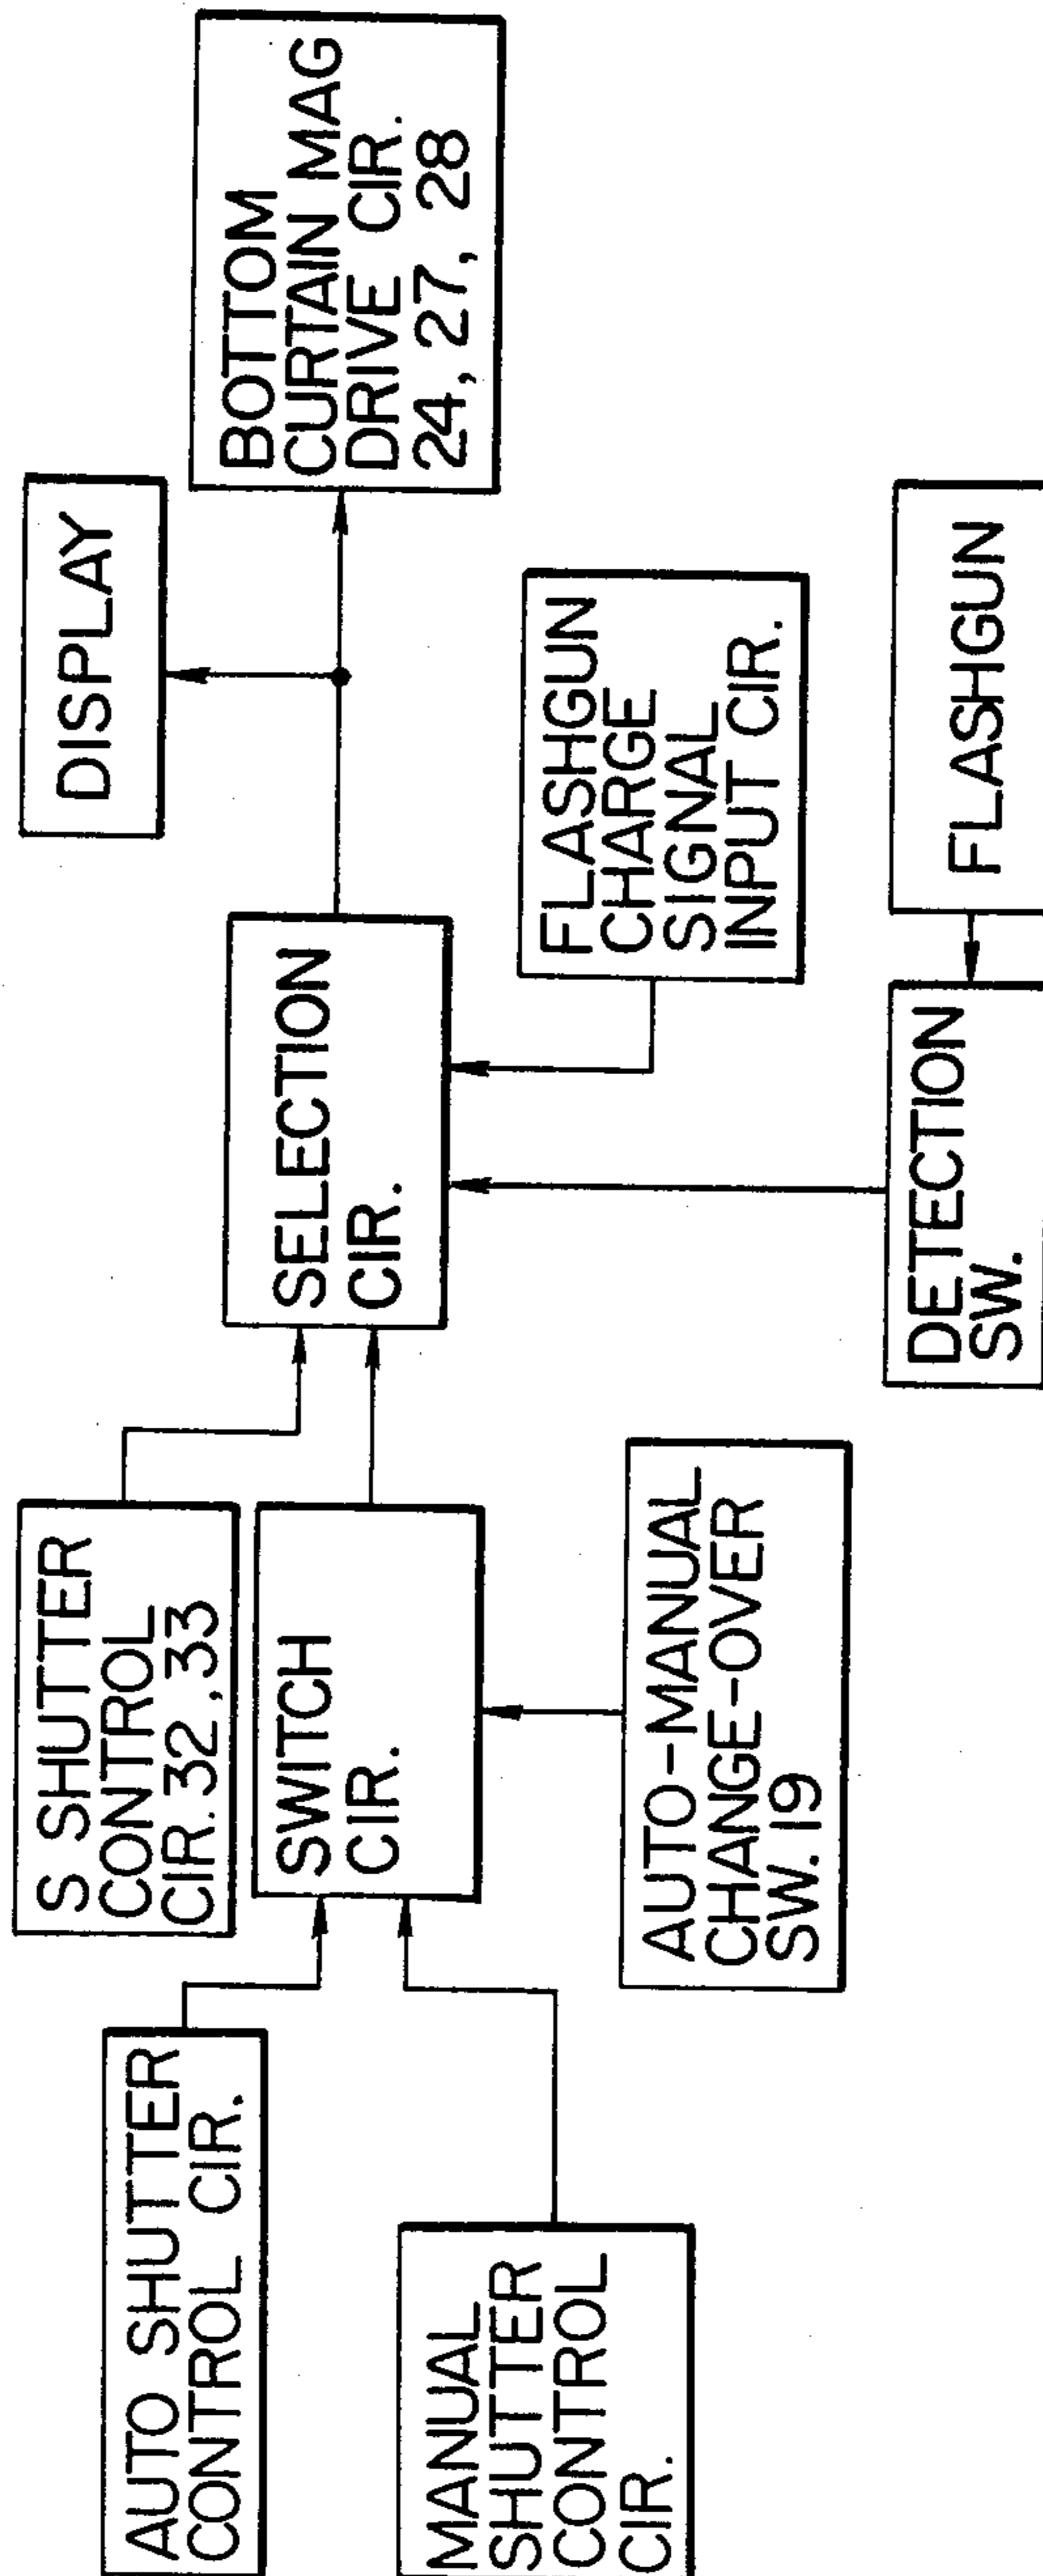 AUTO SHUTTER
CONTROL CIR.
MANUAL
SHUTTER
CONTROL
CIR.
S SHUTTER
CONTROL
CIR. 32, 33
SWITCH
CIR.
AUTO-MANUAL
CHANGE-OVER
SW. 19
SELECTION
CIR.
DISPLAY
BOTTOM
CURTAIN MAG
DRIVE CIR.
24, 27, 28
FLASHGUN
CHARGE
SIGNAL
INPUT CIR.
DETECTION
SW.
FLASHGUN